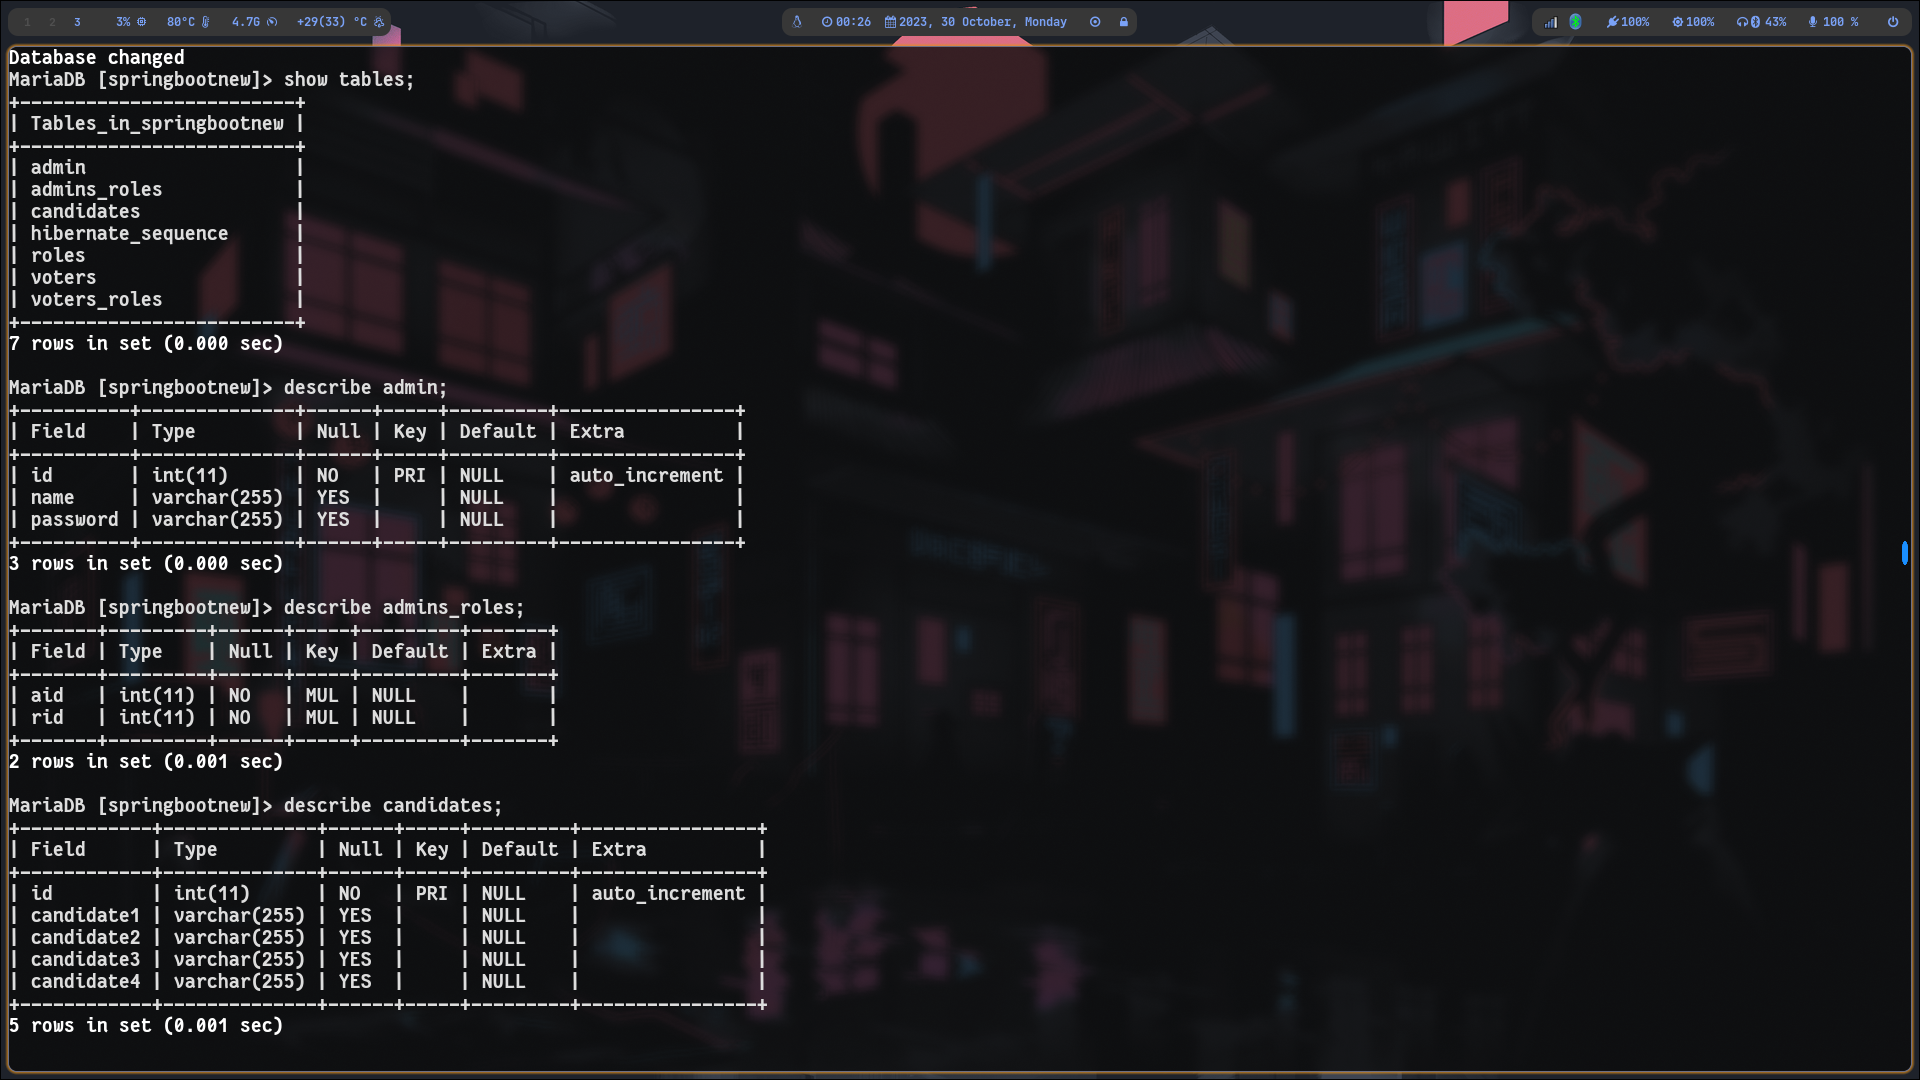 1 2 3 3% 80°C 4.7G +29(33) °C 00:26 2023, 30 October, Monday 100% 100% 43% 100 %
Database changed
MariaDB [springbootnew]> show tables;
+--------------------------+
| Tables_in_springbootnew |
+--------------------------+
| admin                   |
| admins_roles            |
| candidates              |
| hibernate_sequence      |
| roles                   |
| voters                  |
| voters_roles            |
+--------------------------+
7 rows in set (0.000 sec)
MariaDB [springbootnew]> describe admin;
+----------+--------------+------+-----+---------+----------------+
| Field    | Type         | Null | Key | Default | Extra          |
+----------+--------------+------+-----+---------+----------------+
| id       | int(11)      | NO   | PRI | NULL    | auto_increment |
| name     | varchar(255) | YES  |     | NULL    |                |
| password | varchar(255) | YES  |     | NULL    |                |
+----------+--------------+------+-----+---------+----------------+
3 rows in set (0.000 sec)
MariaDB [springbootnew]> describe admins_roles;
+-------+---------+------+-----+---------+-------+
| Field | Type    | Null | Key | Default | Extra |
+-------+---------+------+-----+---------+-------+
| aid   | int(11) | NO   | MUL | NULL    |       |
| rid   | int(11) | NO   | MUL | NULL    |       |
+-------+---------+------+-----+---------+-------+
2 rows in set (0.001 sec)
MariaDB [springbootnew]> describe candidates;
+------------+--------------+------+-----+---------+----------------+
| Field      | Type         | Null | Key | Default | Extra          |
+------------+--------------+------+-----+---------+----------------+
| id         | int(11)      | NO   | PRI | NULL    | auto_increment |
| candidate1 | varchar(255) | YES  |     | NULL    |                |
| candidate2 | varchar(255) | YES  |     | NULL    |                |
| candidate3 | varchar(255) | YES  |     | NULL    |                |
| candidate4 | varchar(255) | YES  |     | NULL    |                |
+------------+--------------+------+-----+---------+----------------+
5 rows in set (0.001 sec)